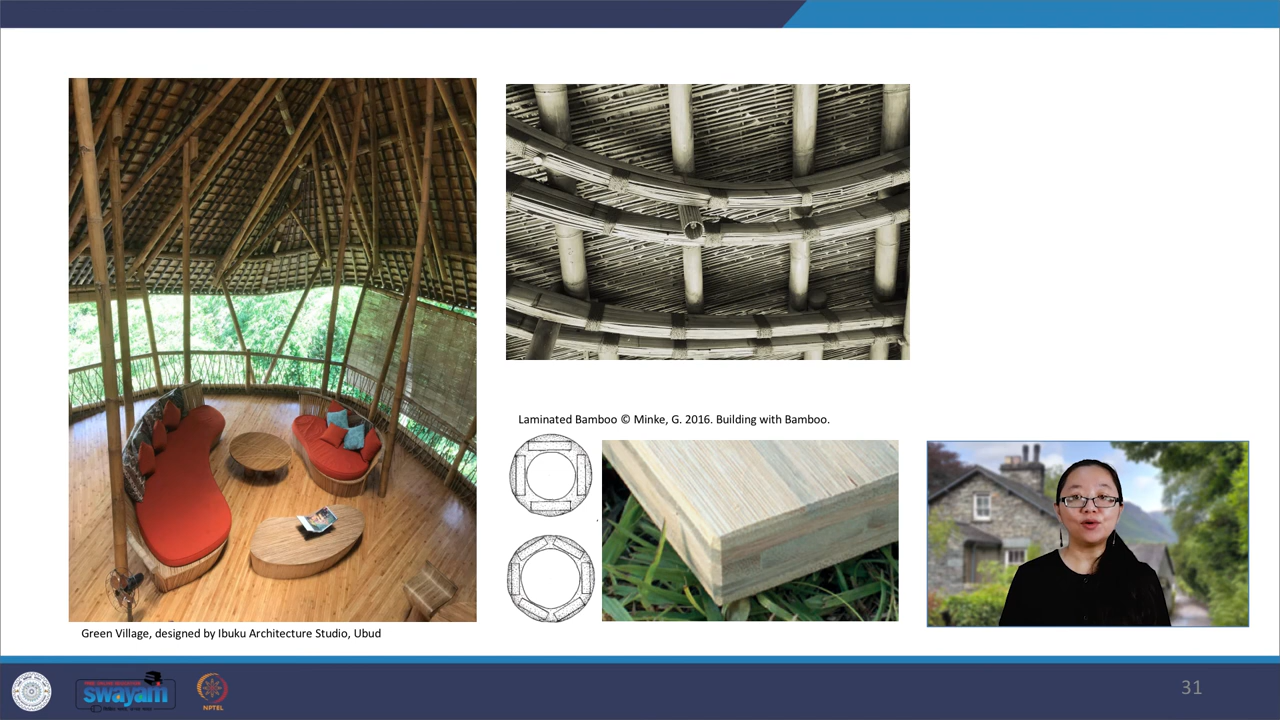 Laminated Bamboo © Minke, G. 2016. Building with Bamboo.
Green Village, designed by Ibuku Architecture Studio, Ubud
swayam
NPTEL
31